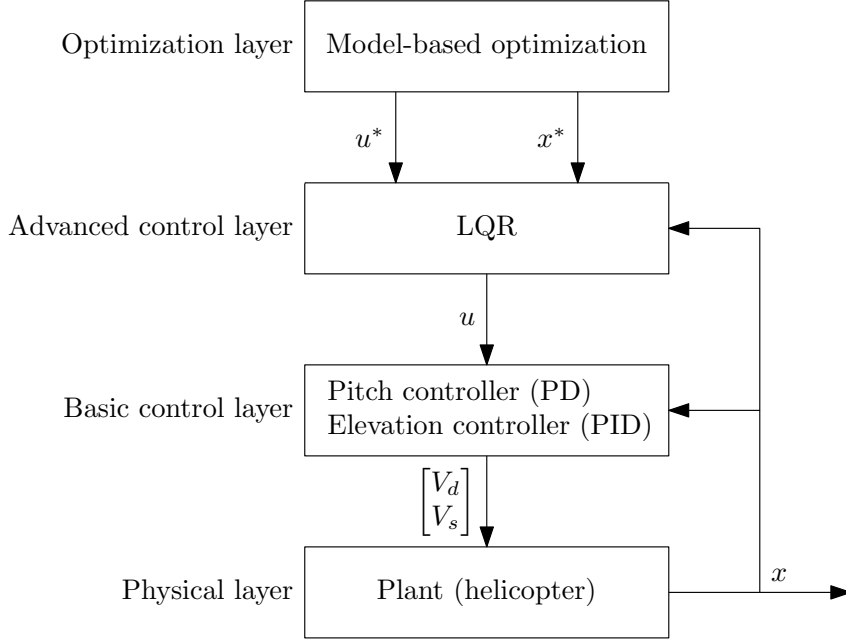 Optimization layer
Model-based optimization
u*
x*
Advanced control layer
LQR
u
Basic control layer
Pitch controller (PD)
Elevation controller (PID)
[V_d
V_s]
Physical layer
Plant (helicopter)
x